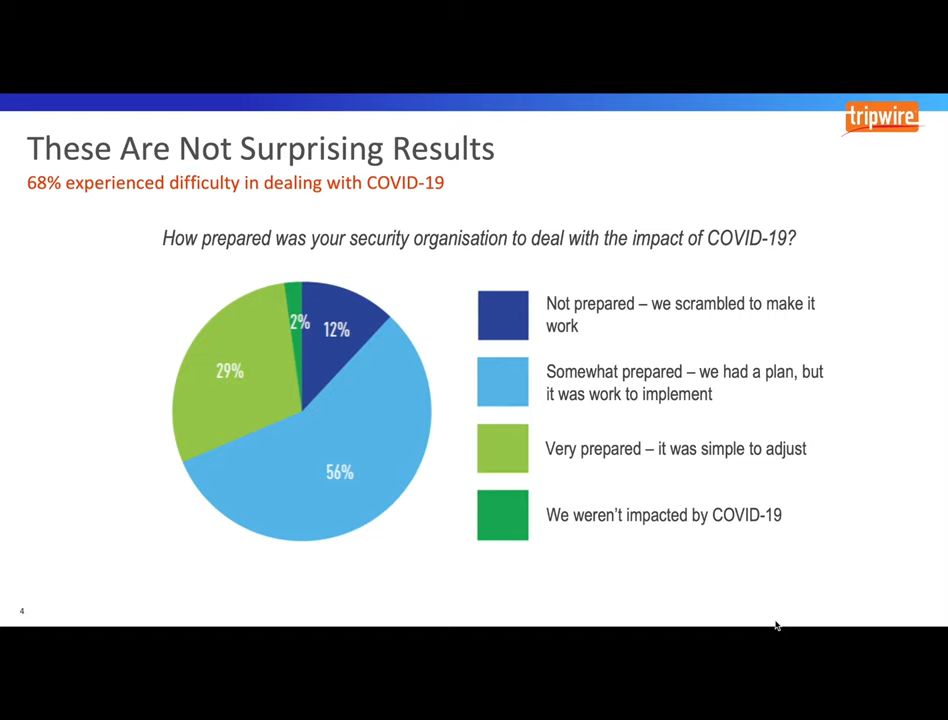 tripwire
These Are Not Surprising Results
68% experienced difficulty in dealing with COVID-19
How prepared was your security organisation to deal with the impact of COVID-19?
2%
12%
29%
56%
Not prepared – we scrambled to make it
work
Somewhat prepared – we had a plan, but
it was work to implement
Very prepared – it was simple to adjust
We weren't impacted by COVID-19
4